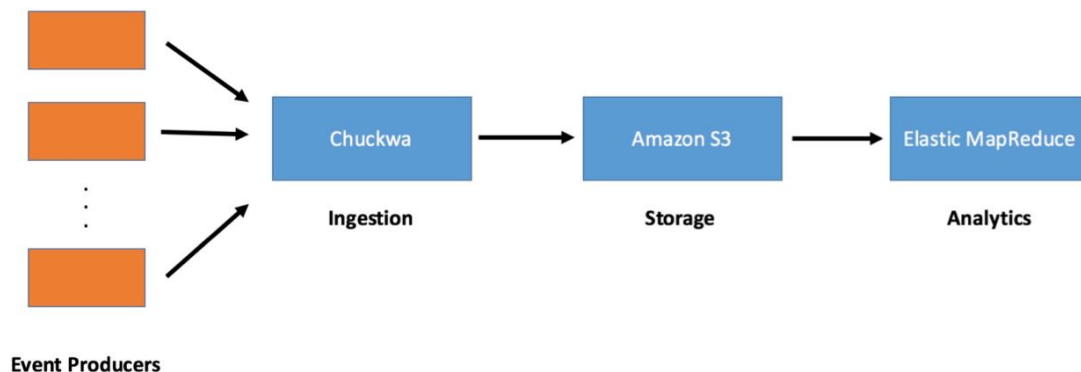 Chuckwa
Amazon S3
Elastic MapReduce
Ingestion
Storage
Analytics
Event Producers